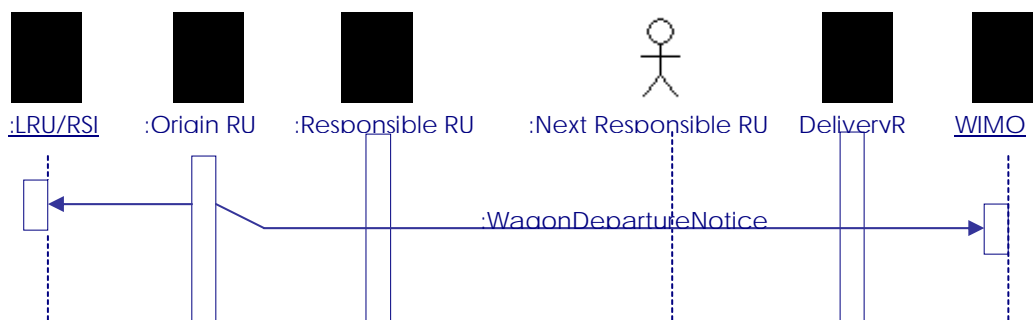 :LRU/RSI :Origin RU :Responsible RU :Next Responsible RU DeliveryR WIMO
:WagonDepartureNotice